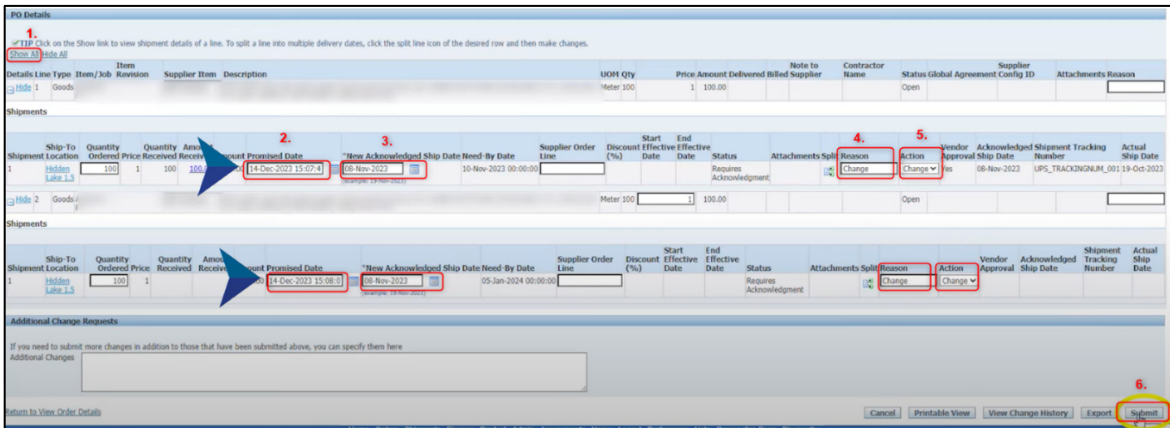 PO Details
1.
TIP Click on the Show link to view shipment details of a line. To split a line into multiple delivery dates, click the split line icon of the desired row and then make changes.
Show All Hide All
Details Line Type Item/Job Item Revision Supplier Item Description UOM Qty Price Amount Delivered Billed Note to Supplier Contractor Name Status Global Agreement Supplier Config ID Attachments Reason
Hide 1 Goods Meter 100 1 100.00 Open
Shipments
2. 3. 4. 5.
Shipment Ship-To Location Quantity Ordered Price Quantity Received Promised Date *New Acknowledged Ship Date Need-By Date Supplier Order Line Discount (%) Start Effective Date End Effective Date Status Attachments Split Reason Action Vendor Approval Acknowledged Ship Date Shipment Tracking Number Actual Ship Date
1 Hidden Lake 1.5 100 1 100 14-Dec-2023 15:07:4 08-Nov-2023 10-Nov-2023 00:00:00 Requires Acknowledgment Change Change Yes 08-Nov-2023 UPS_TRACKINGNUM_001 19-Oct-2023
(example: 19-Nov-2023)
Hide 2 Goods Meter 100 1 100.00 Open
Shipments
Shipment Ship-To Location Quantity Ordered Price Quantity Received Promised Date *New Acknowledged Ship Date Need-By Date Supplier Order Line Discount (%) Start Effective Date End Effective Date Status Attachments Split Reason Action Vendor Approval Acknowledged Ship Date Shipment Tracking Number Actual Ship Date
1 Hidden Lake 1.5 100 1 14-Dec-2023 15:08:0 08-Nov-2023 05-Jan-2024 00:00:00 Requires Acknowledgment Change Change
(example: 19-Nov-2023)
Additional Change Requests
If you need to submit more changes in addition to those that have been submitted above, you can specify them here
Additional Changes
6.
Return to View Order Details Cancel Printable View View Change History Export Submit